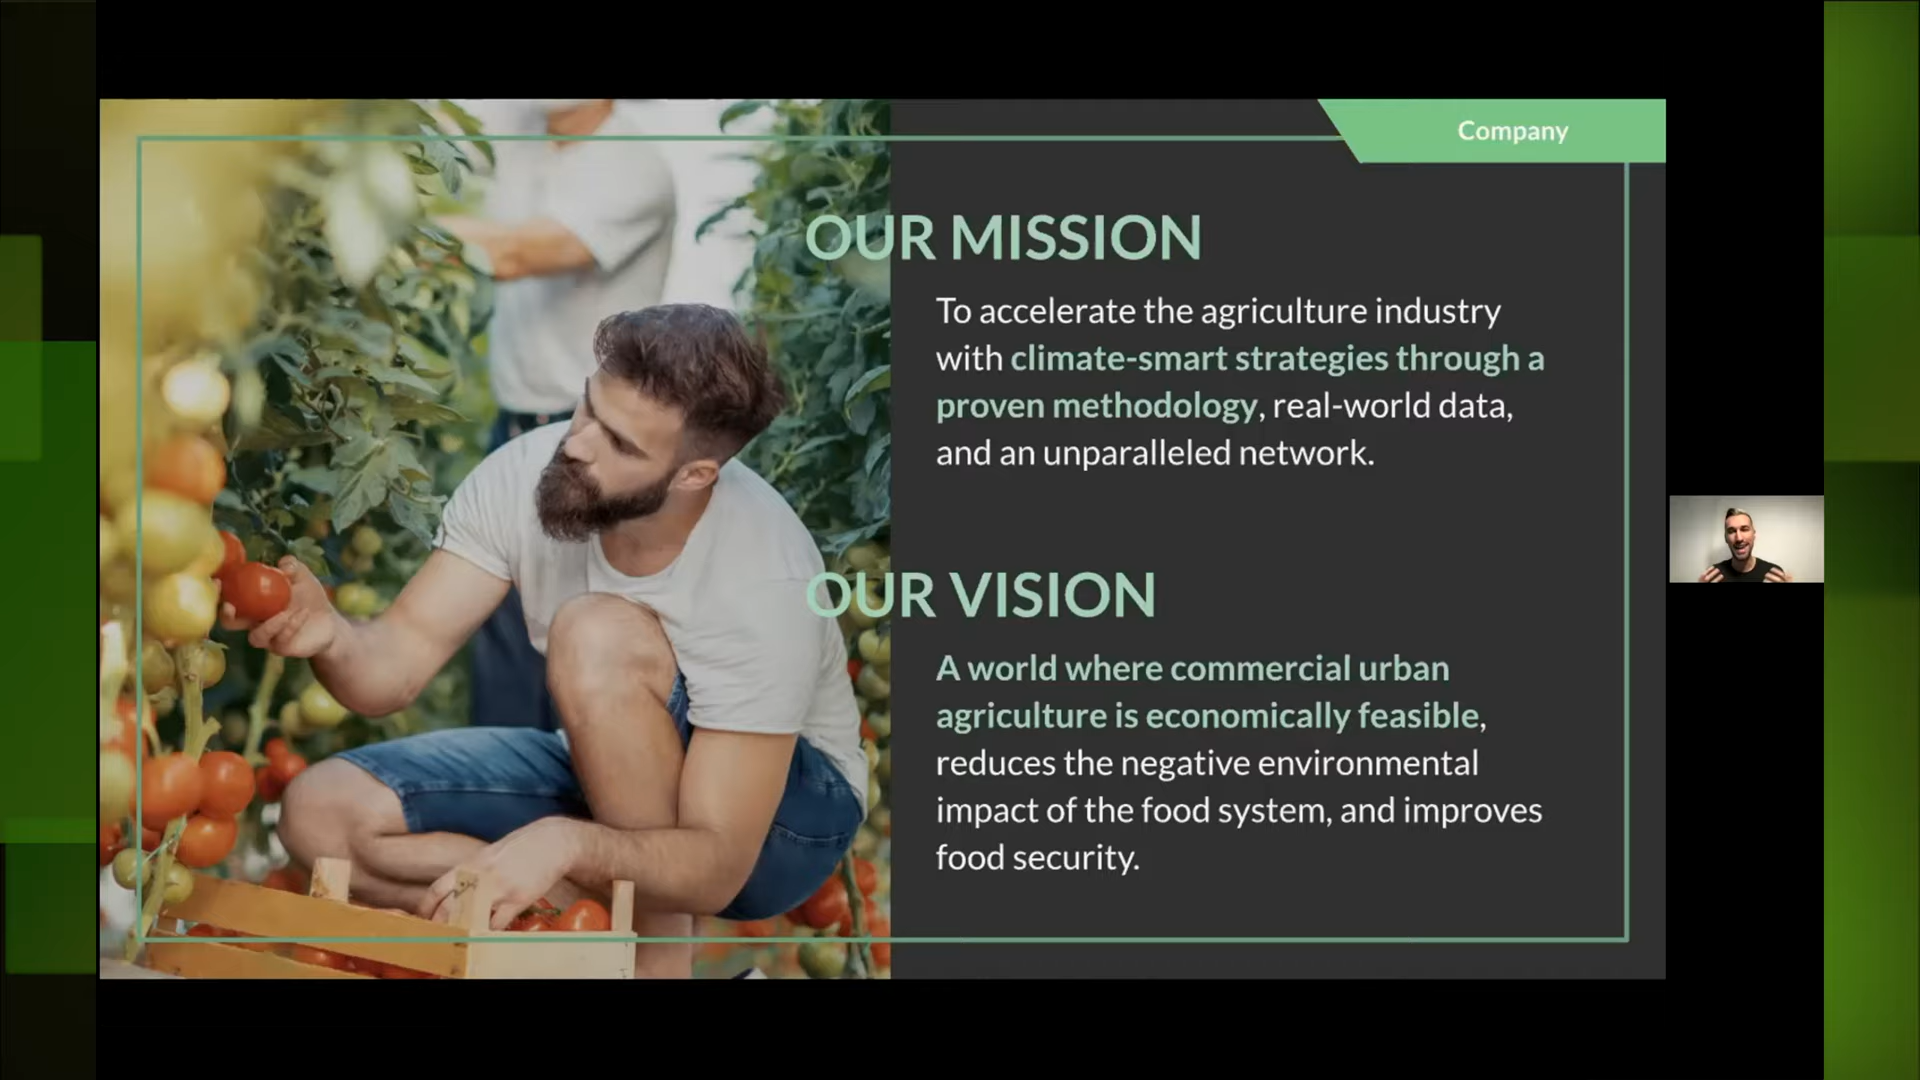 Company
OUR MISSION
To accelerate the agriculture industry
with climate-smart strategies through a
proven methodology, real-world data,
and an unparalleled network.
OUR VISION
A world where commercial urban
agriculture is economically feasible,
reduces the negative environmental
impact of the food system, and improves
food security.